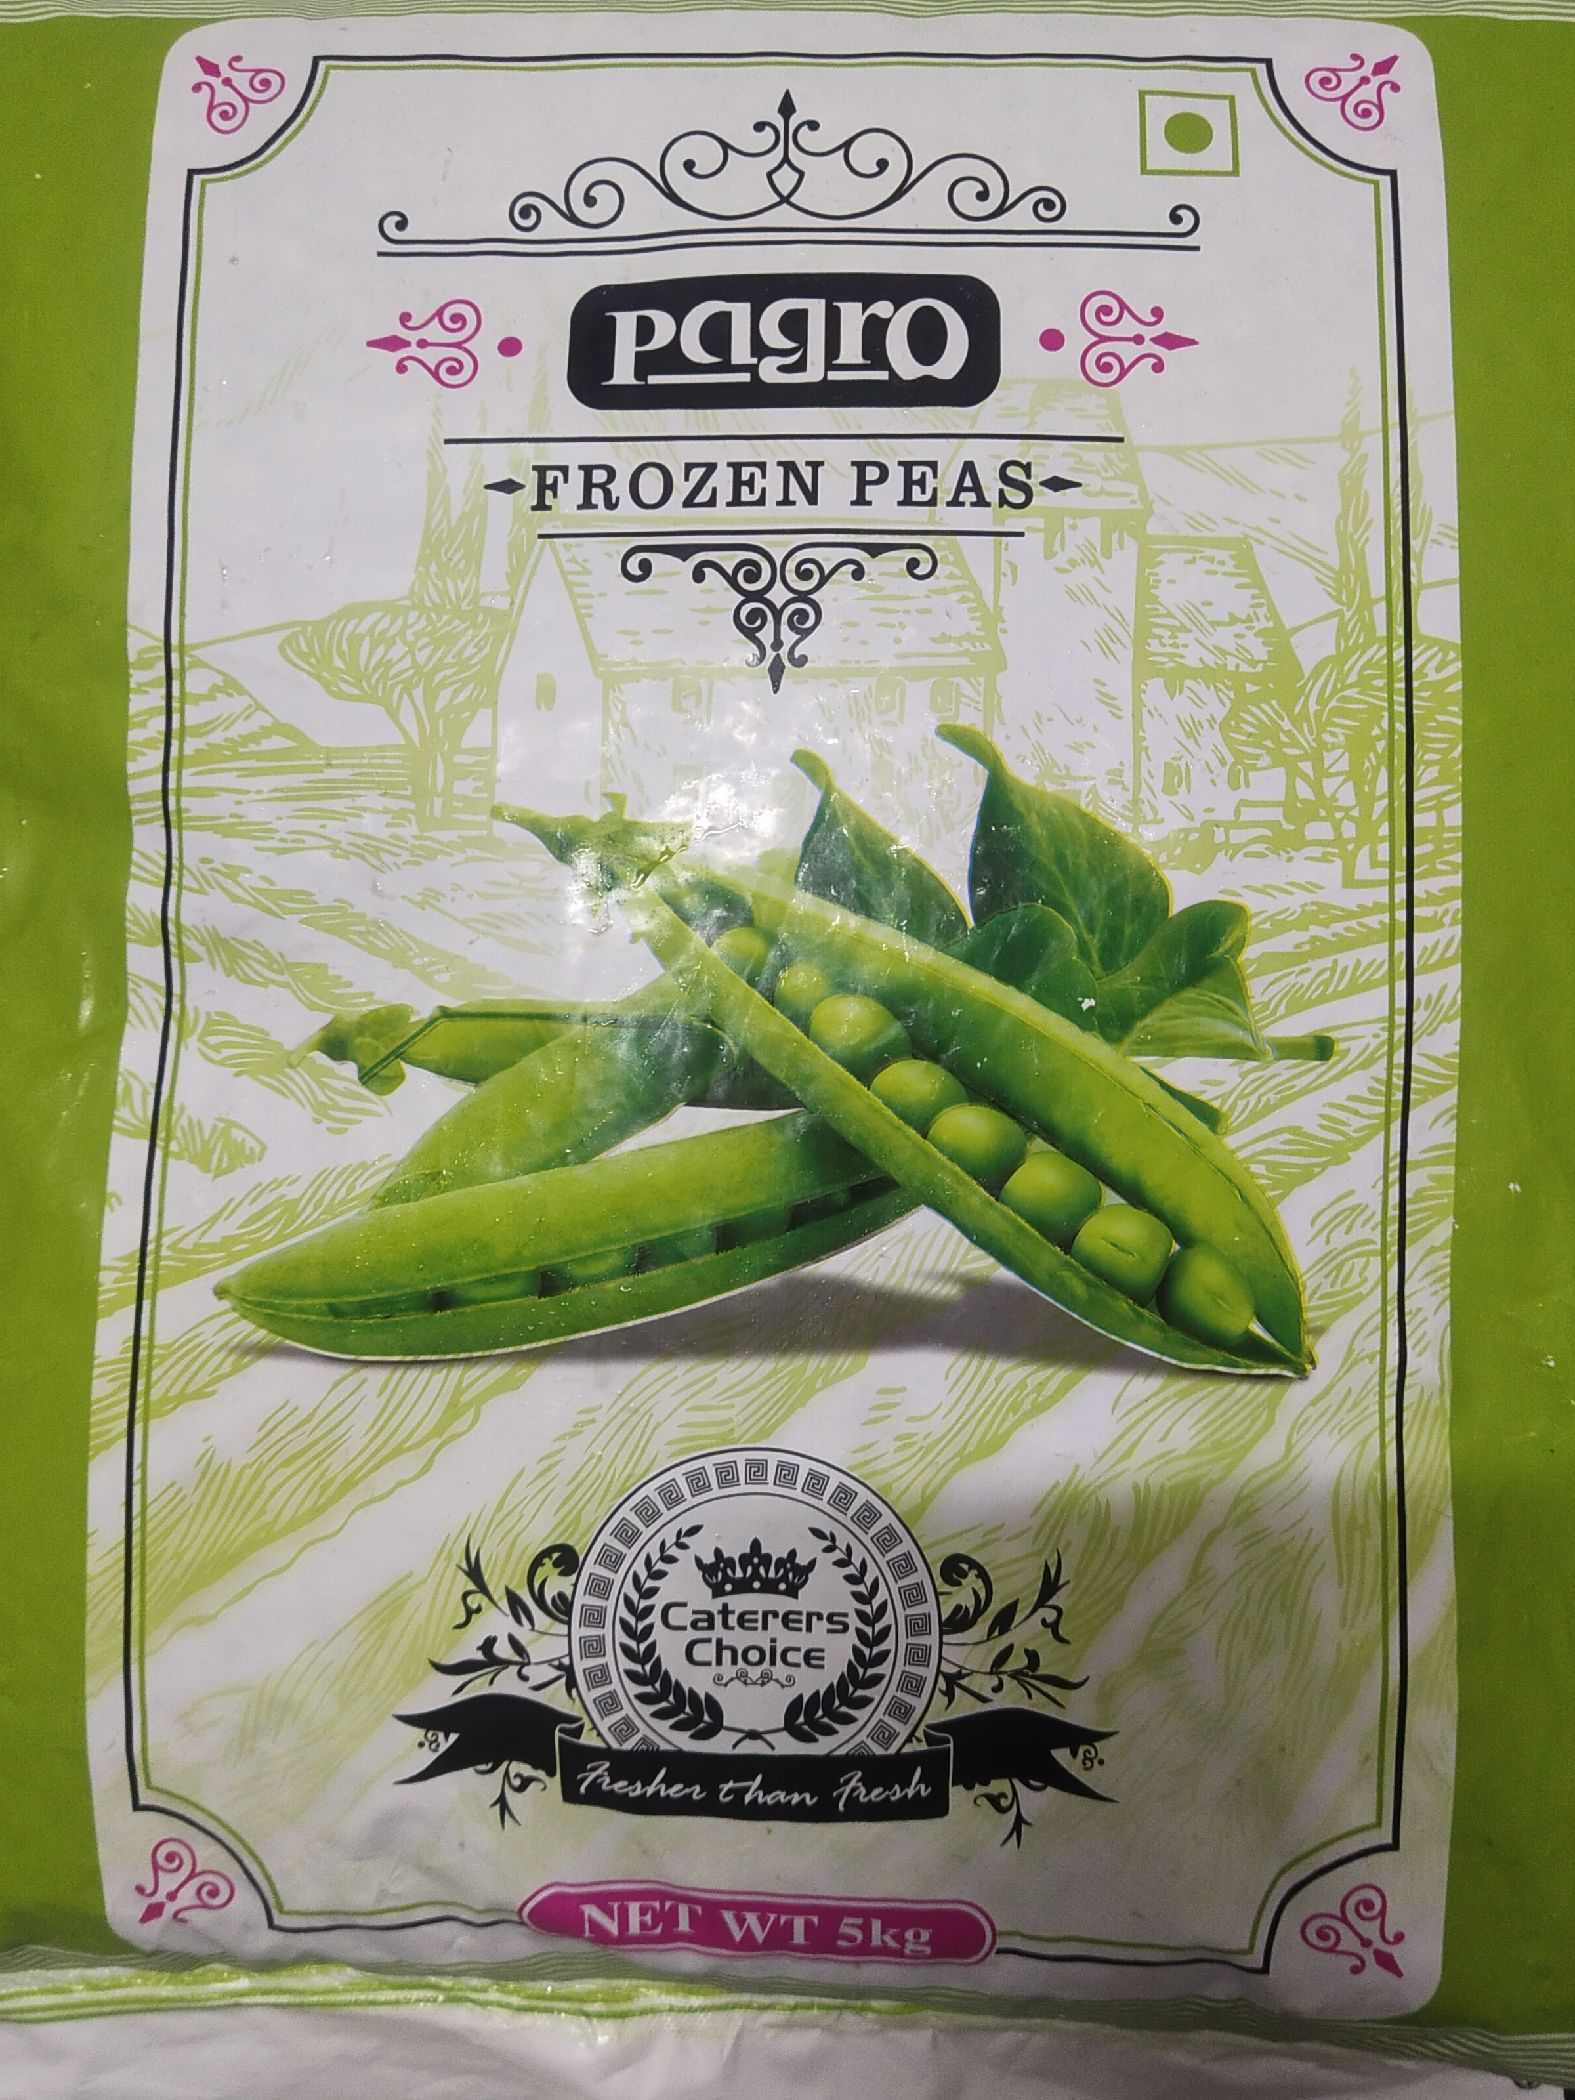 Pagro
FROZEN PEAS
Caterers
Choice
Fresher than Fresh
NET WT 5kg